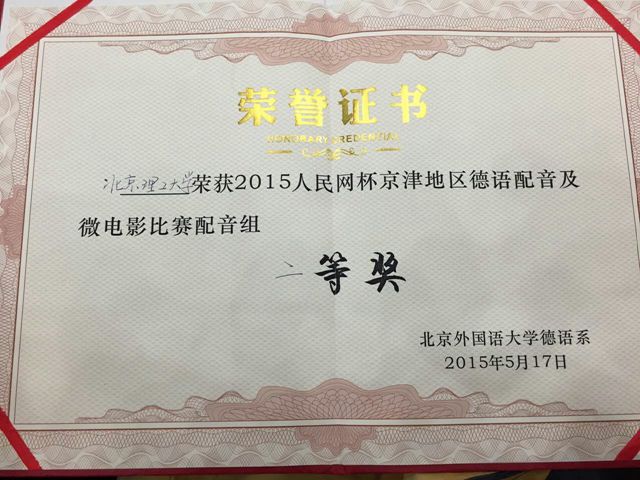 荣誉证书
HONORARY CREDENTIAL
北京理工大学荣获2015人民网杯京津地区德语配音及
微电影比赛配音组
二等奖
北京外国语大学德语系
2015年5月17日